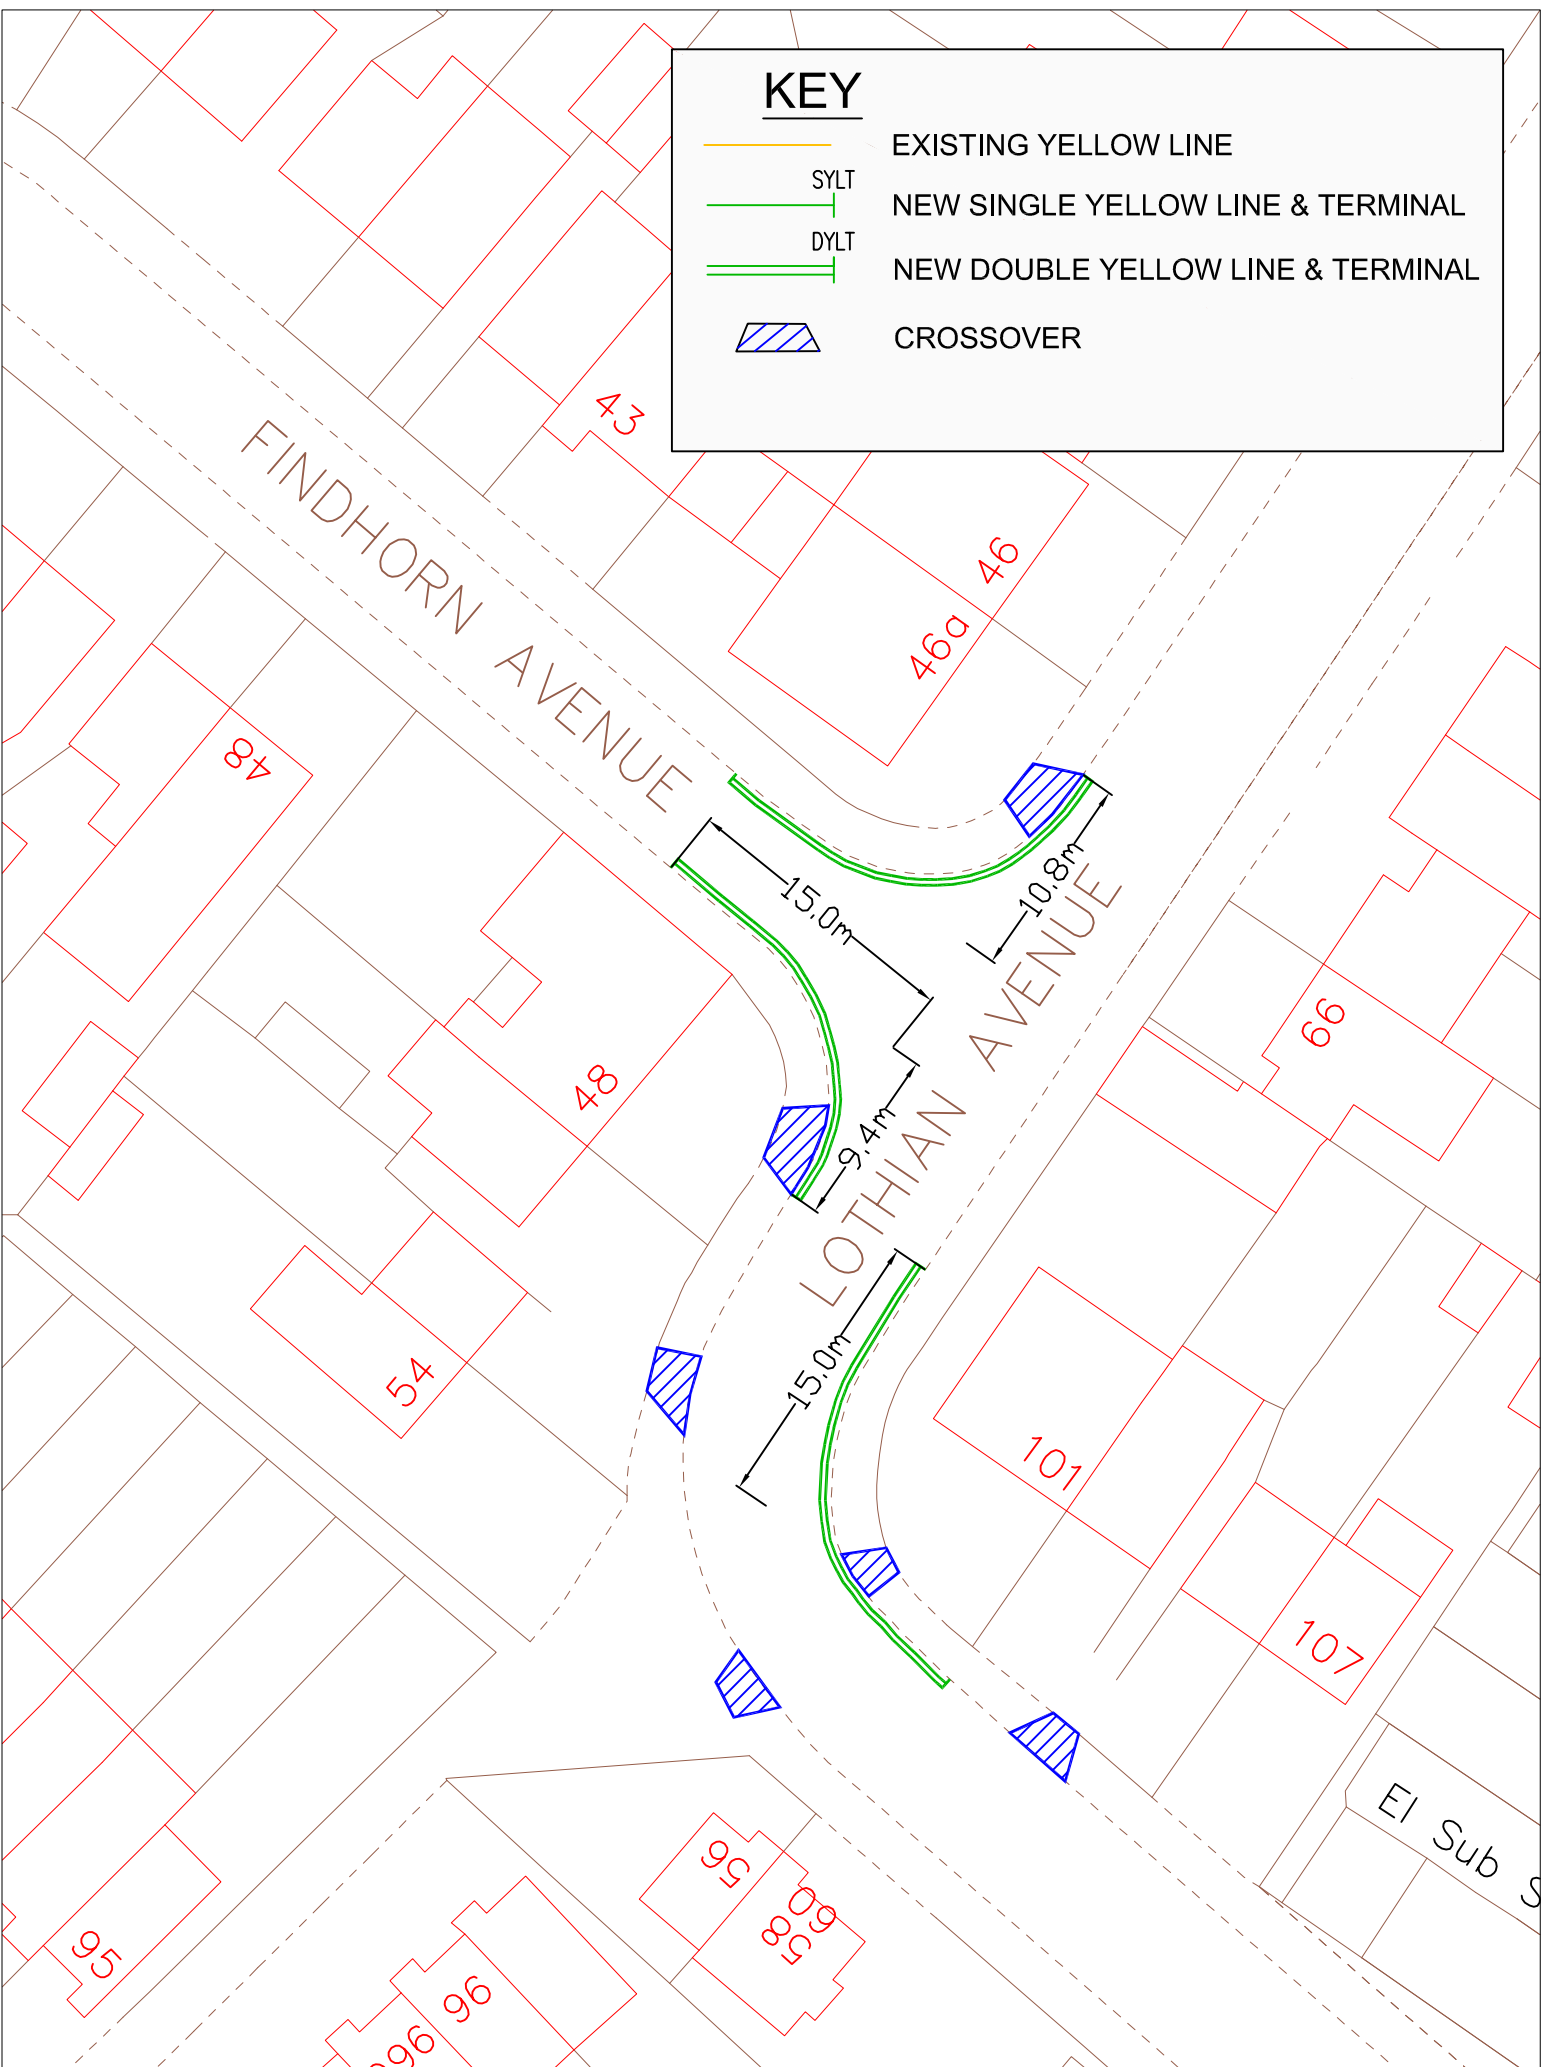 KEY
EXISTING YELLOW LINE
SYLT
NEW SINGLE YELLOW LINE & TERMINAL
DYLT
NEW DOUBLE YELLOW LINE & TERMINAL
CROSSOVER
43
FINDHORN AVENUE
46
46a
48
10.8m
15.0m
66
48
9.4m
LOTHIAN AVENUE
54
15.0m
101
107
El Sub S
56
60
58
95
96
96